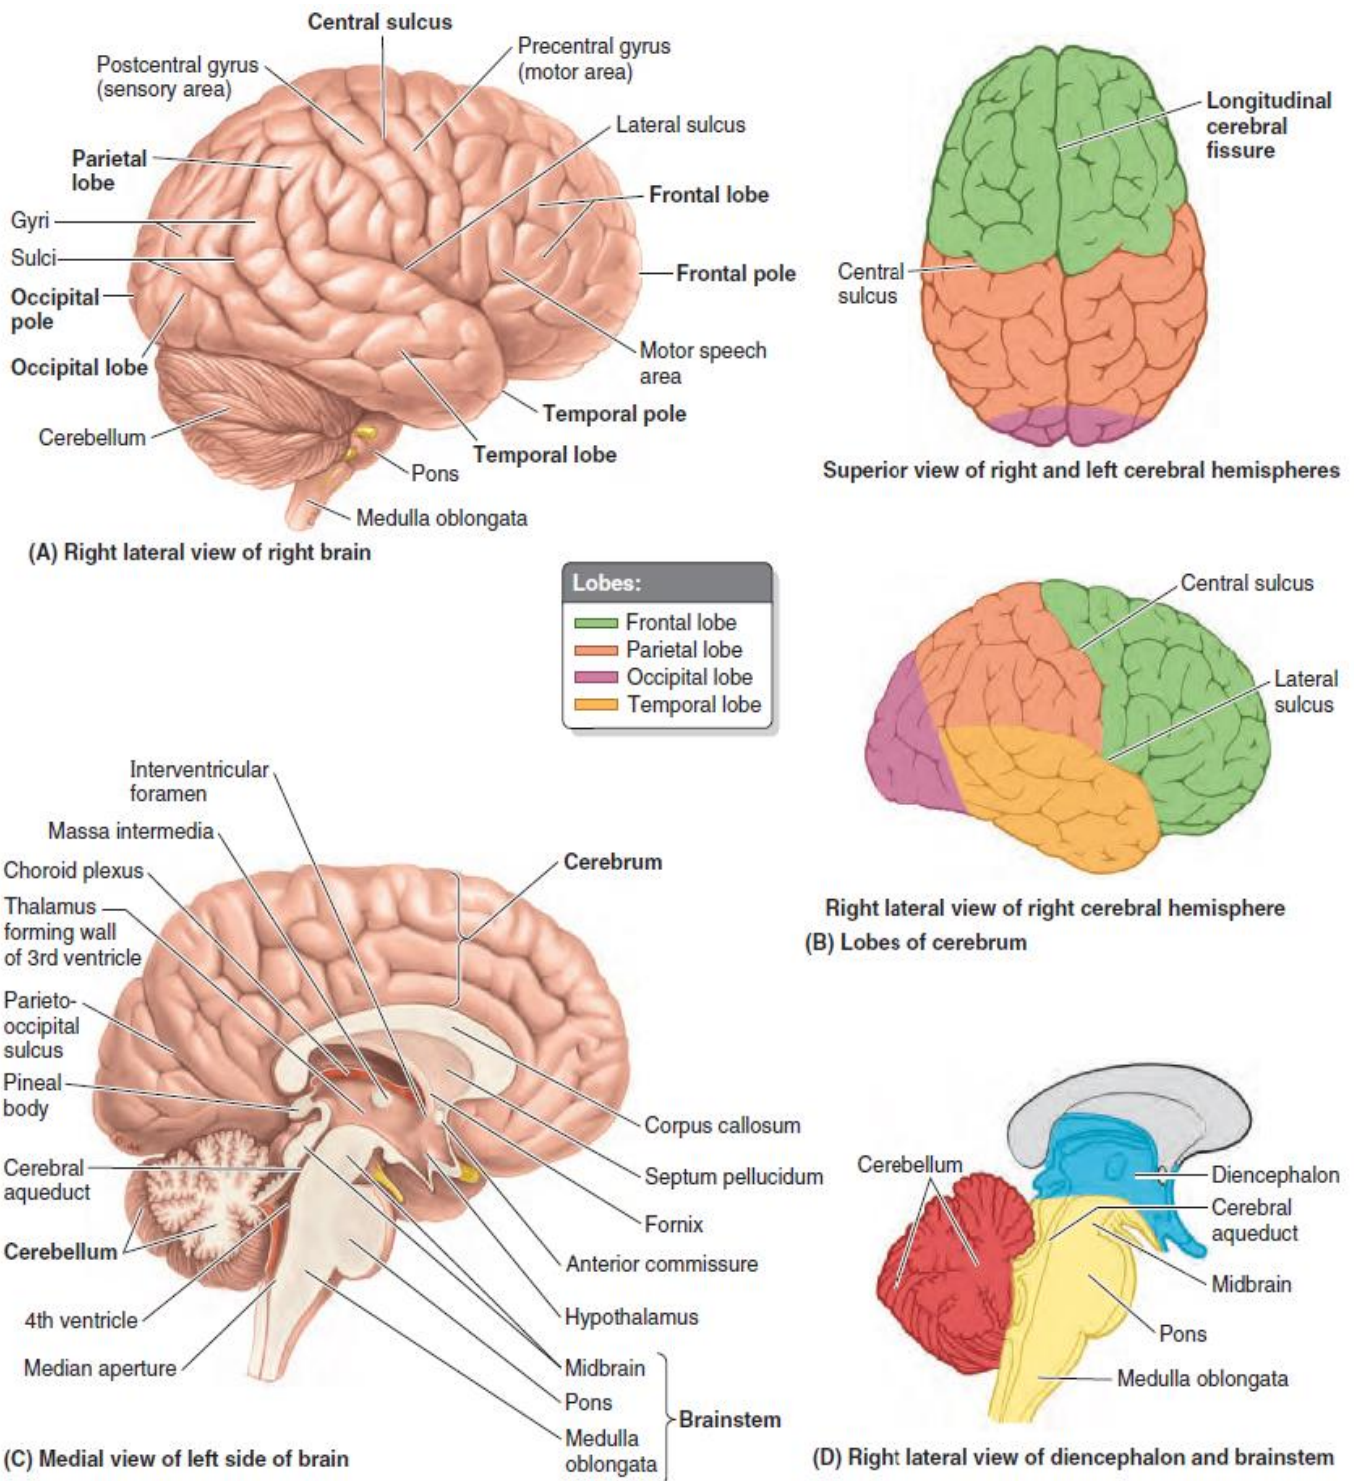 Central sulcus
Postcentral gyrus
(sensory area)
Precentral gyrus
(motor area)
Lateral sulcus
Parietal
lobe
Frontal lobe
Gyri
Sulci
Frontal pole
Occipital
pole
Occipital lobe
Motor speech
area
Temporal pole
Cerebellum
Temporal lobe
Pons
Medulla oblongata
(A) Right lateral view of right brain
Longitudinal
cerebral
fissure
Central
sulcus
Superior view of right and left cerebral hemispheres
Lobes:
Frontal lobe
Parietal lobe
Occipital lobe
Temporal lobe
Central sulcus
Lateral
sulcus
Right lateral view of right cerebral hemisphere
(B) Lobes of cerebrum
Interventricular
foramen
Massa intermedia
Choroid plexus
Thalamus
forming wall
of 3rd ventricle
Parieto-
occipital
sulcus
Pineal
body
Cerebral
aqueduct
Cerebellum
4th ventricle
Median aperture
Cerebrum
Corpus callosum
Septum pellucidum
Fornix
Anterior commissure
Hypothalamus
Midbrain
Pons
Medulla
oblongata
Brainstem
(C) Medial view of left side of brain
Cerebellum
Diencephalon
Cerebral
aqueduct
Midbrain
Pons
Medulla oblongata
(D) Right lateral view of diencephalon and brainstem